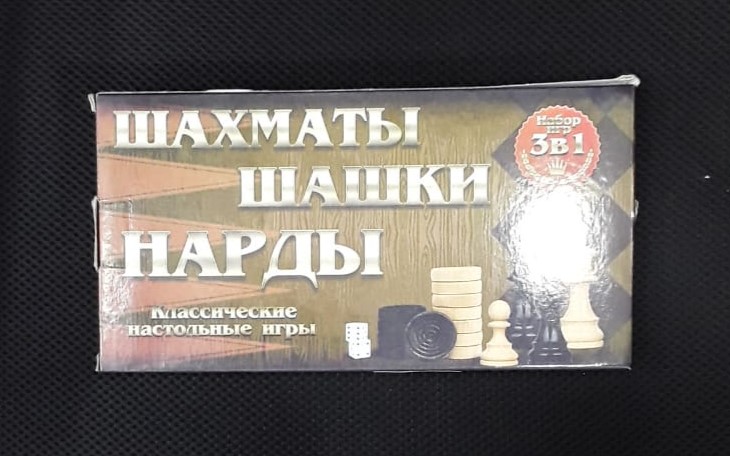 ШАХМАТЫ
ШАШКИ
НАРДЫ
Классические
настольные игры
Набор
игр
3в1